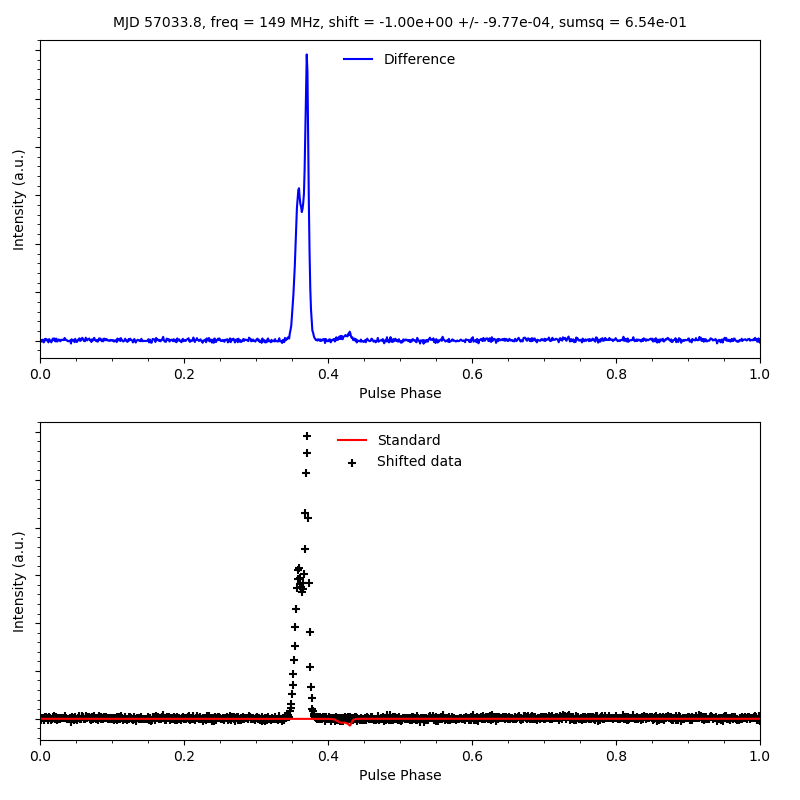 MJD 57033.8, freq = 149 MHz, shift = -1.00e+00 +/- -9.77e-04, sumsq = 6.54e-01
Difference
Intensity (a.u.)
0.0 0.2 0.4 0.6 0.8 1.0
Pulse Phase
Standard
Shifted data
Intensity (a.u.)
0.0 0.2 0.4 0.6 0.8 1.0
Pulse Phase